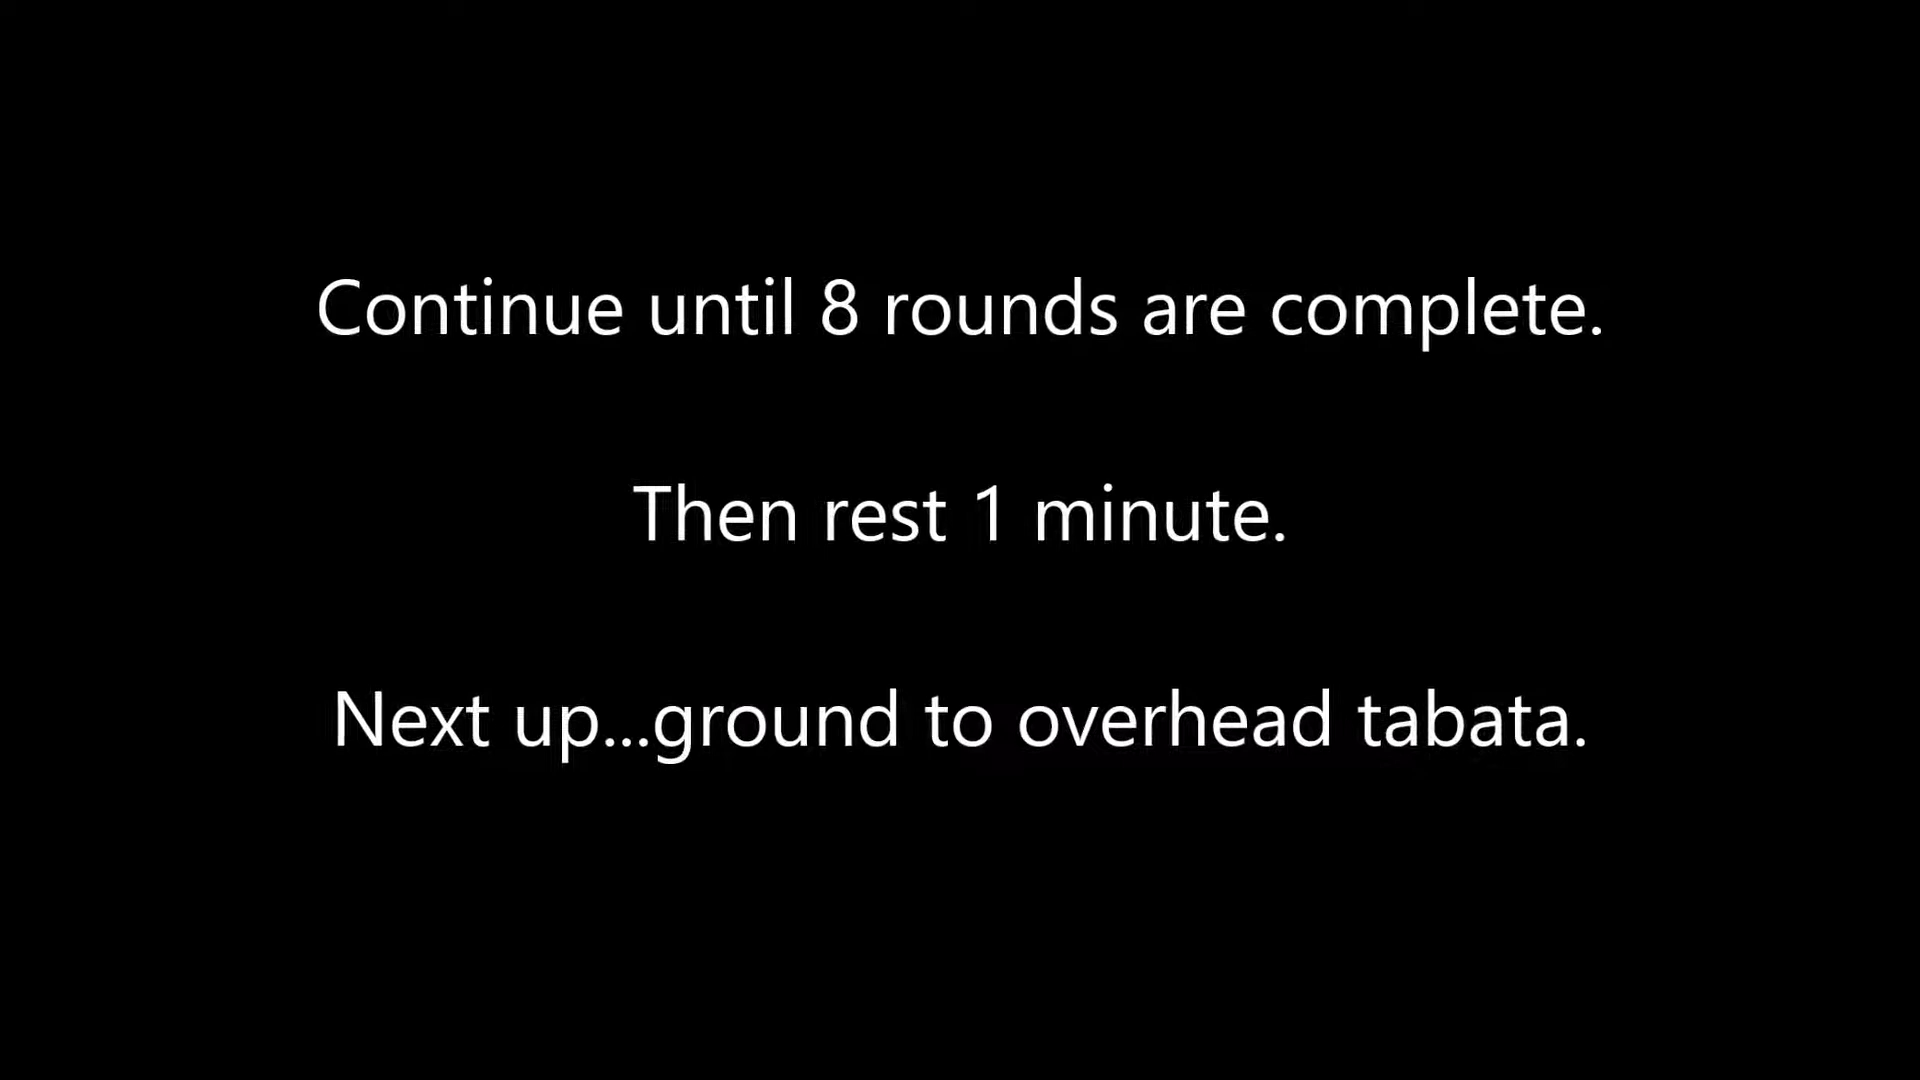 Continue until 8 rounds are complete.
Then rest 1 minute.
Next up...ground to overhead tabata.